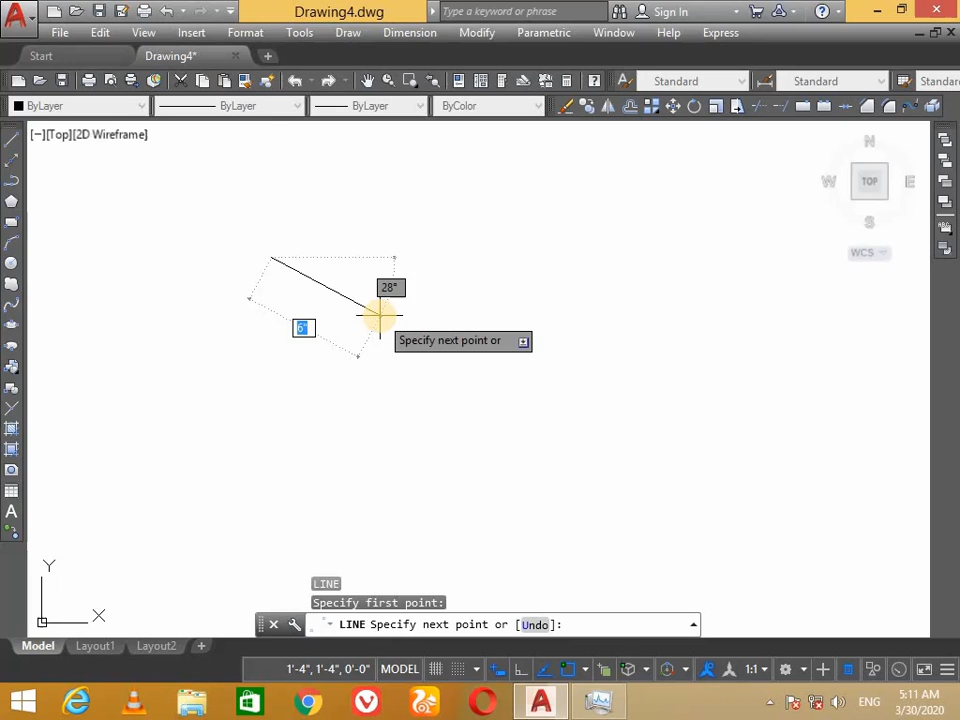 Drawing4.dwg
Type a keyword or phrase
Sign In
File Edit View Insert Format Tools Draw Dimension Modify Parametric Window Help Express
Start
Drawing4*
Standard
Standard
Standard
ByLayer
ByLayer
ByLayer
ByColor
[−][Top][2D Wireframe]
N
W
TOP
E
S
WCS
28°
6"
Specify next point or
Y
X
LINE
Specify first point:
LINE Specify next point or [Undo]:
Model
Layout1
Layout2
1'-4", 1'-4", 0'-0"
MODEL
1:1
ENG
5:11 AM
3/30/2020